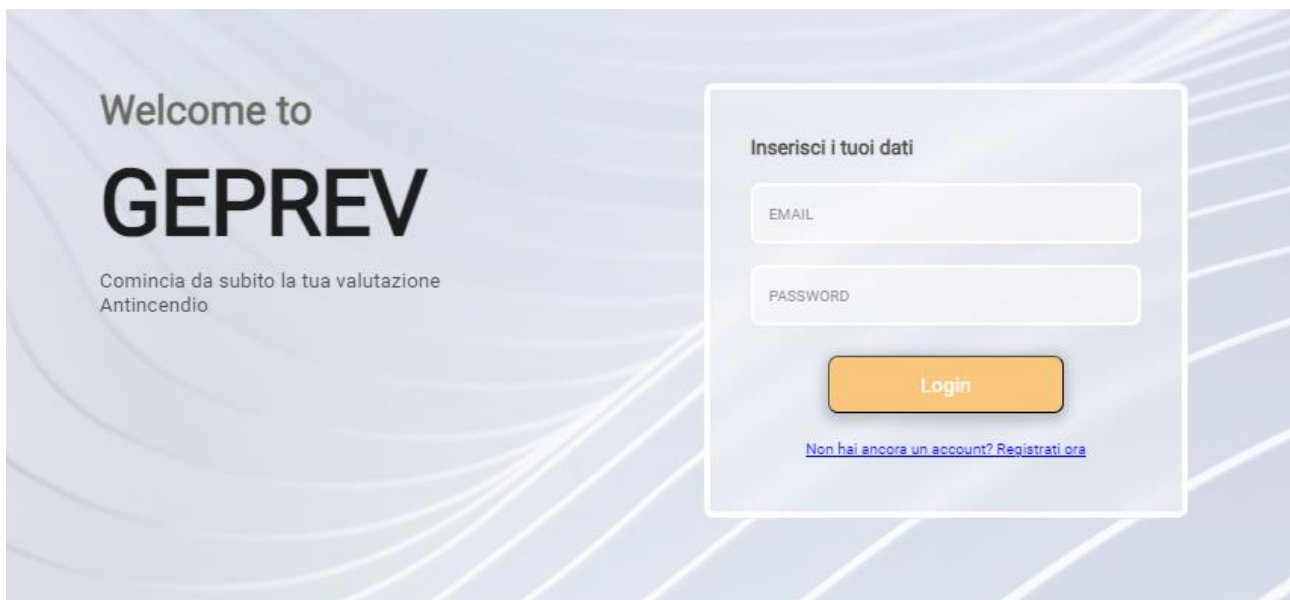 Welcome to
GEPREV
Comincia da subito la tua valutazione
Antincendio
Inserisci i tuoi dati
EMAIL
PASSWORD
Login
Non hai ancora un account? Registrati ora